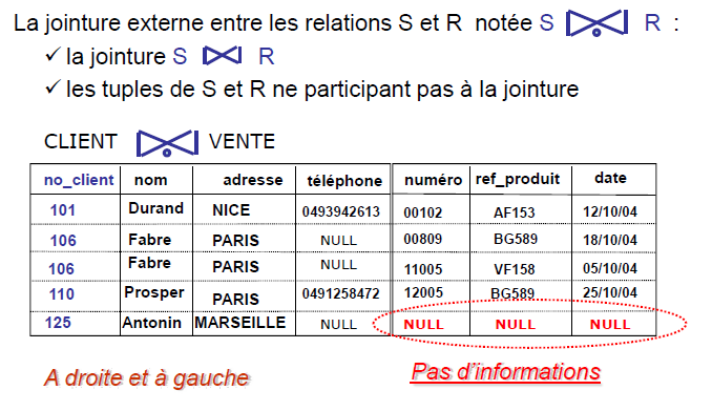 La jointure externe entre les relations S et R notée S R :
✓ la jointure S R
✓ les tuples de S et R ne participant pas à la jointure
CLIENT VENTE
no_client nom adresse téléphone numéro ref_produit date
101 Durand NICE 0493942613 00102 AF153 12/10/04
106 Fabre PARIS NULL 00809 BG589 18/10/04
106 Fabre PARIS NULL 11005 VF158 05/10/04
110 Prosper PARIS 0491258472 12005 BG589 25/10/04
125 Antonin MARSEILLE NULL NULL NULL NULL
A droite et à gauche Pas d'informations